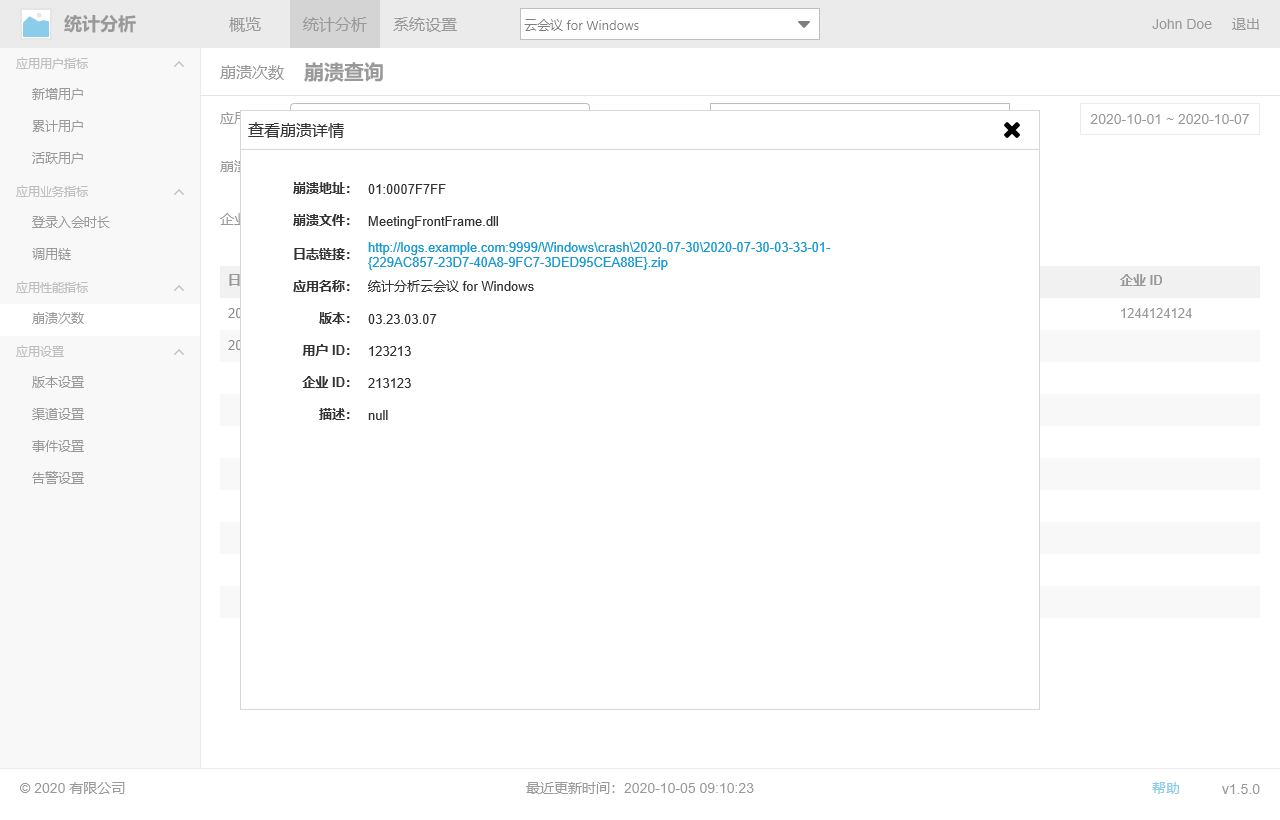 统计分析
概览 统计分析 系统设置
云会议 for Windows
John Doe 退出
应用用户指标
新增用户
累计用户
活跃用户
应用业务指标
登录入会时长
调用链
应用性能指标
崩溃次数
应用设置
版本设置
渠道设置
事件设置
告警设置
崩溃次数 崩溃查询
应用
2020-10-01 ~ 2020-10-07
崩溃
企业
日
企业 ID
20
1244124124
20
查看崩溃详情
崩溃地址： 01:0007F7FF
崩溃文件： MeetingFrontFrame.dll
日志链接： http://logs.example.com:9999/Windows\crash\2020-07-30\2020-07-30-03-33-01-
{229AC857-23D7-40A8-9FC7-3DED95CEA88E}.zip
应用名称： 统计分析云会议 for Windows
版本： 03.23.03.07
用户 ID： 123213
企业 ID： 213123
描述： null
© 2020 有限公司
最近更新时间：2020-10-05 09:10:23
帮助 v1.5.0